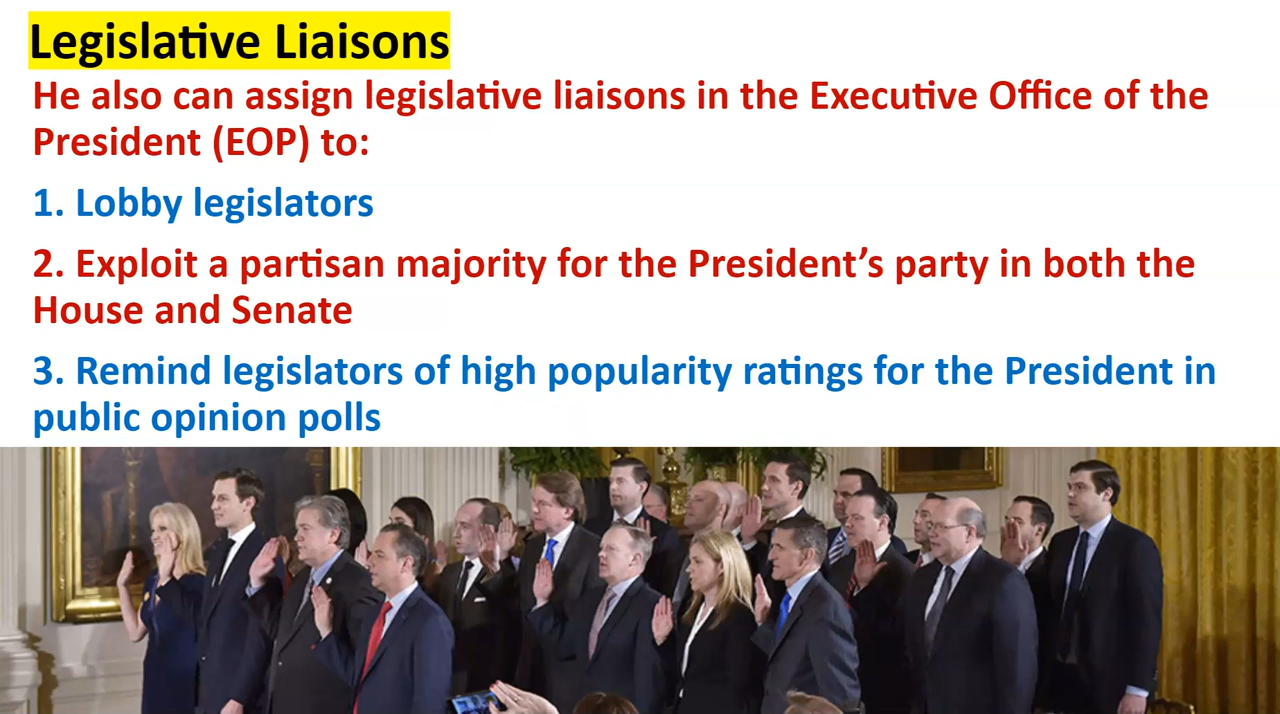 Legislative Liaisons
He also can assign legislative liaisons in the Executive Office of the
President (EOP) to:
1. Lobby legislators
2. Exploit a partisan majority for the President’s party in both the
House and Senate
3. Remind legislators of high popularity ratings for the President in
public opinion polls